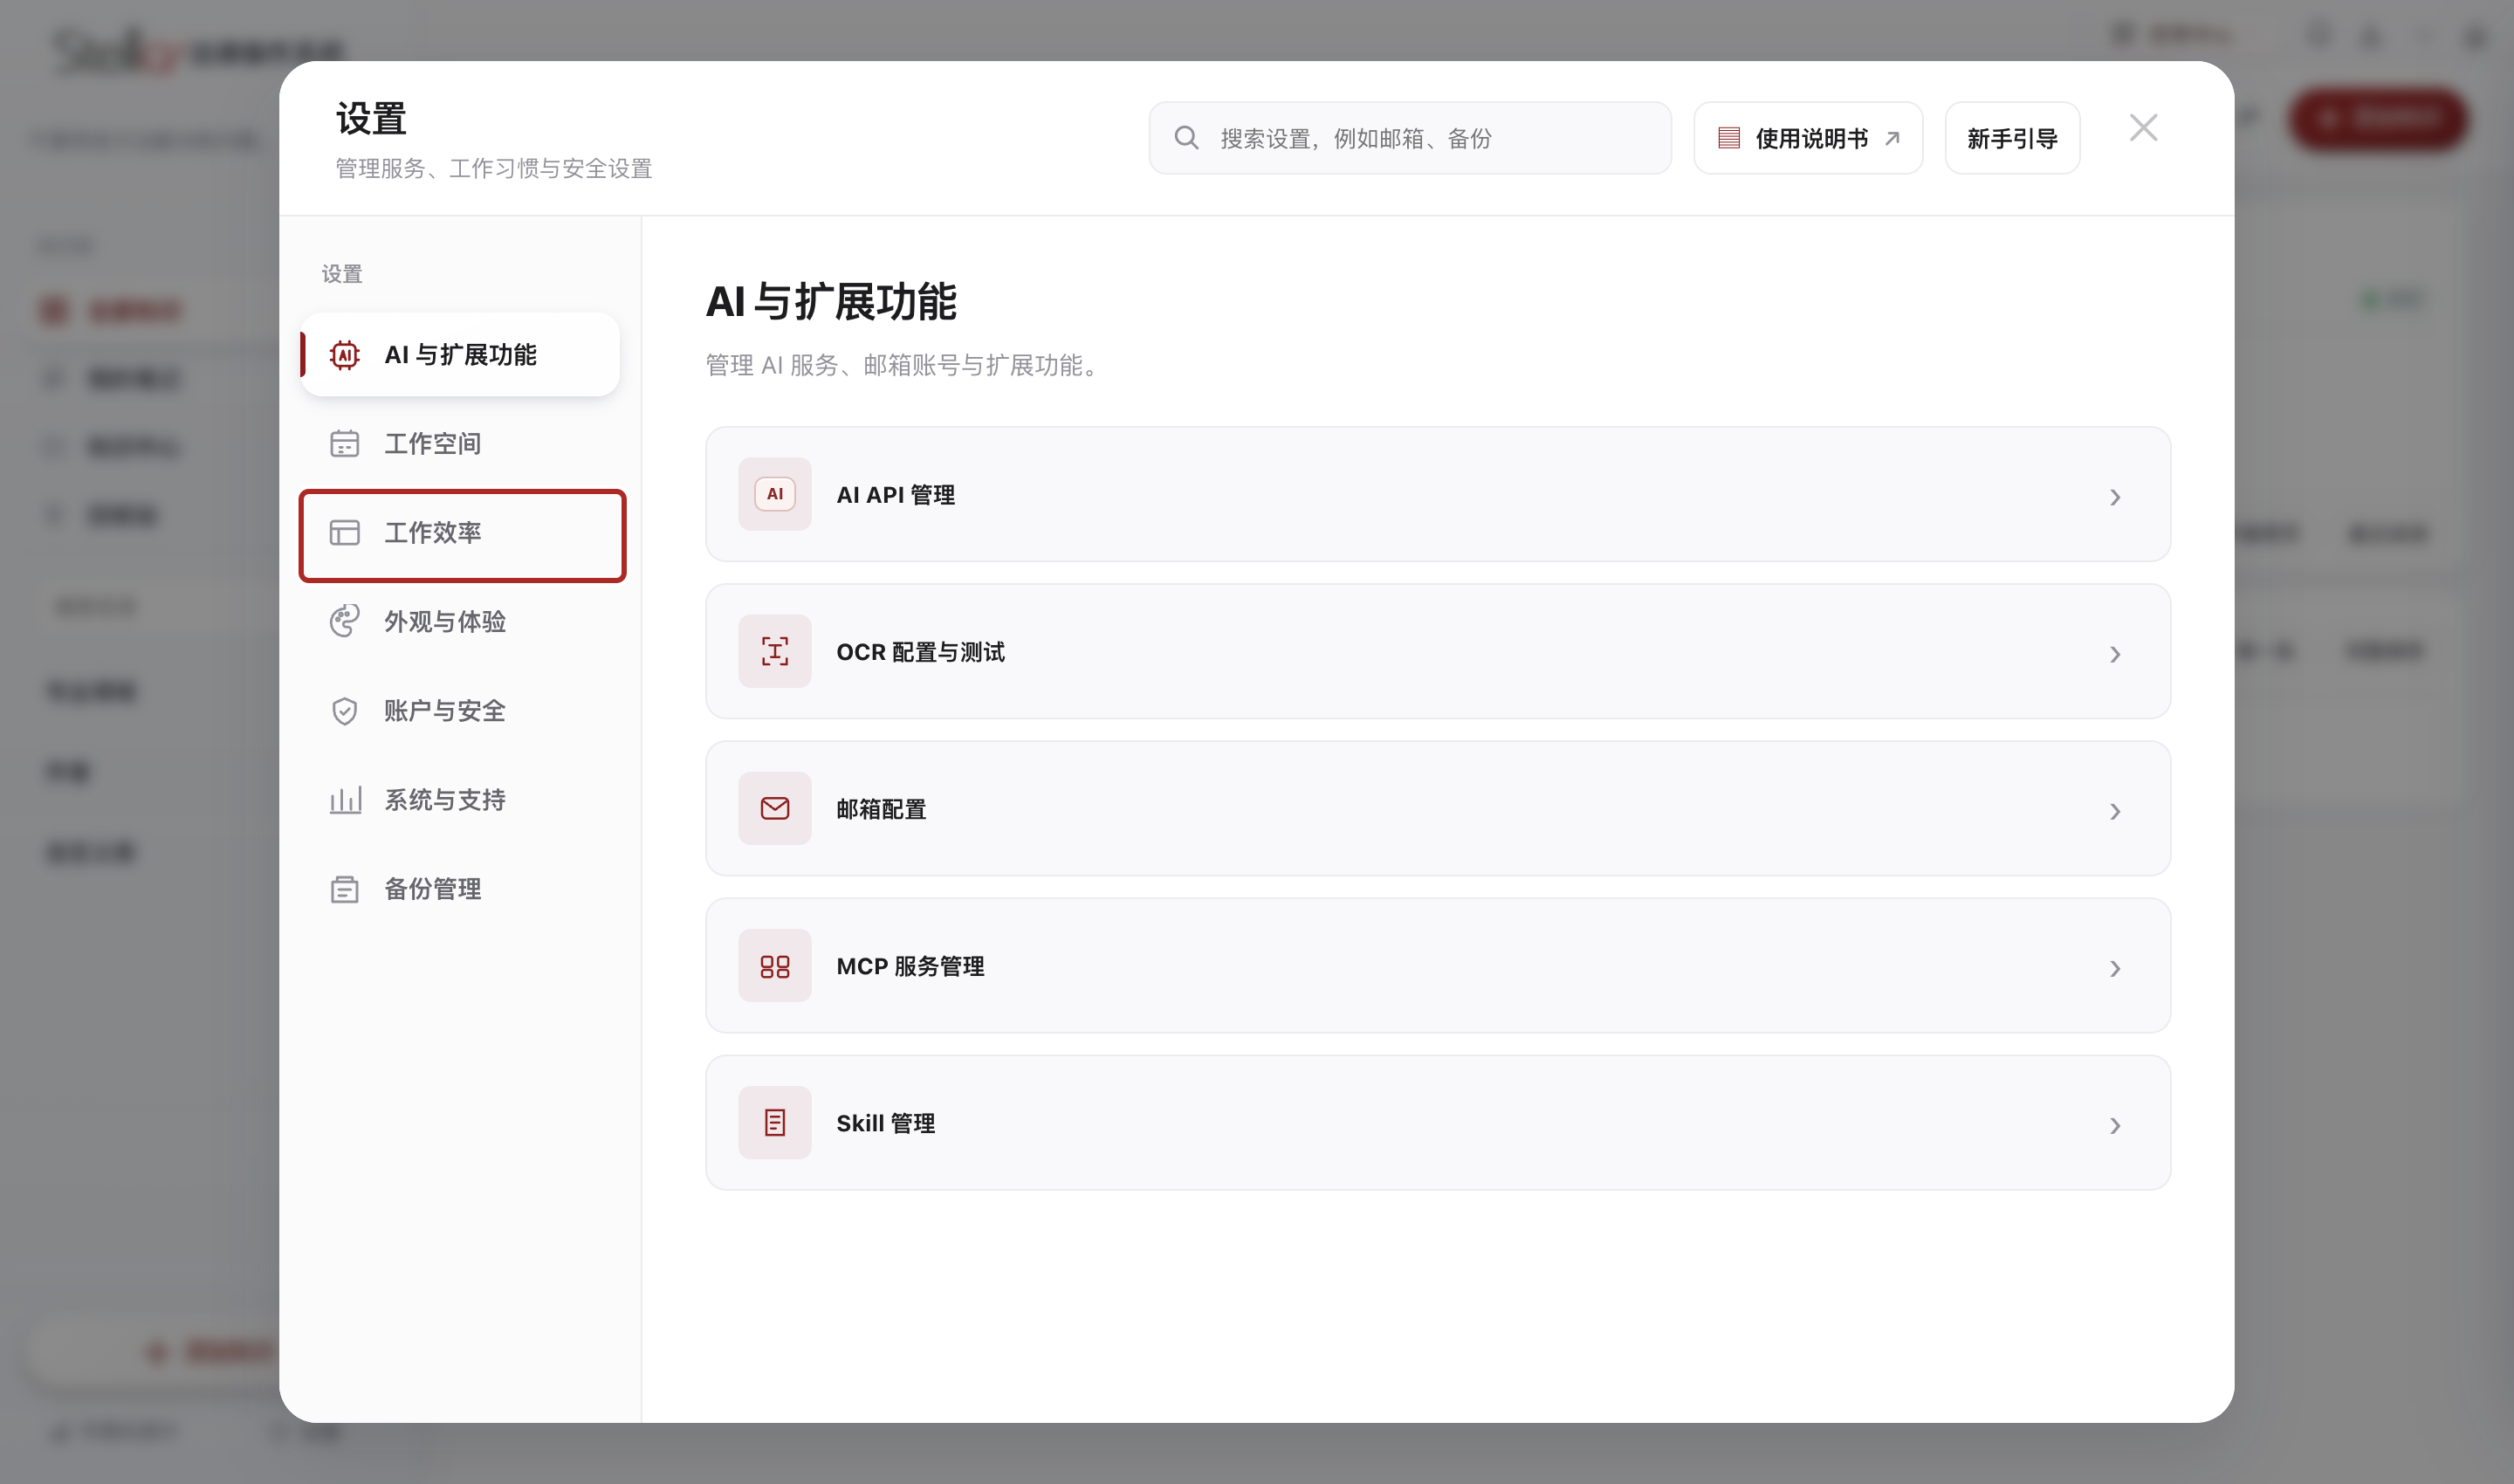 设置
管理服务、工作习惯与安全设置
搜索设置，例如邮箱、备份
使用说明书
新手引导
设置
AI 与扩展功能
工作空间
工作效率
外观与体验
账户与安全
系统与支持
备份管理
AI 与扩展功能
管理 AI 服务、邮箱账号与扩展功能。
AI
AI API 管理
OCR 配置与测试
邮箱配置
MCP 服务管理
Skill 管理